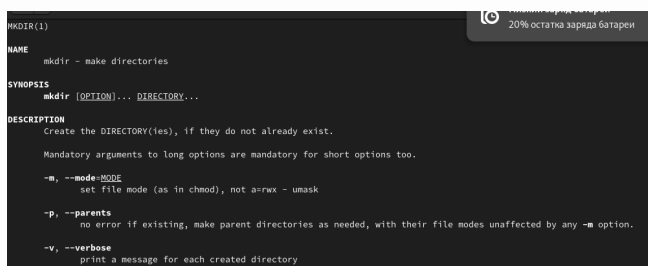 MKDIR(1)
20% остатка заряда батареи
NAME
mkdir - make directories
SYNOPSIS
mkdir [OPTION]... DIRECTORY...
DESCRIPTION
Create the DIRECTORY(ies), if they do not already exist.
Mandatory arguments to long options are mandatory for short options too.
-m, --mode=MODE
set file mode (as in chmod), not a=rwx - umask
-p, --parents
no error if existing, make parent directories as needed, with their file modes unaffected by any -m option.
-v, --verbose
print a message for each created directory